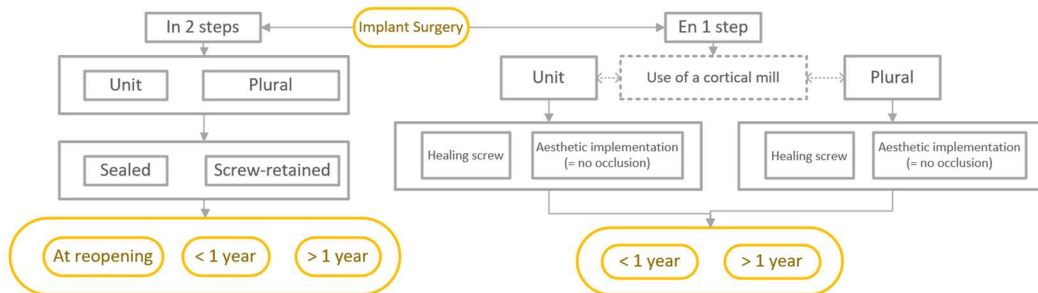 Implant Surgery
In 2 steps
Unit
Plural
Sealed
Screw-retained
At reopening
< 1 year
> 1 year
En 1 step
Use of a cortical mill
Unit
Plural
Healing screw
Aesthetic implementation
(= no occlusion)
Healing screw
Aesthetic implementation
(= no occlusion)
< 1 year
> 1 year